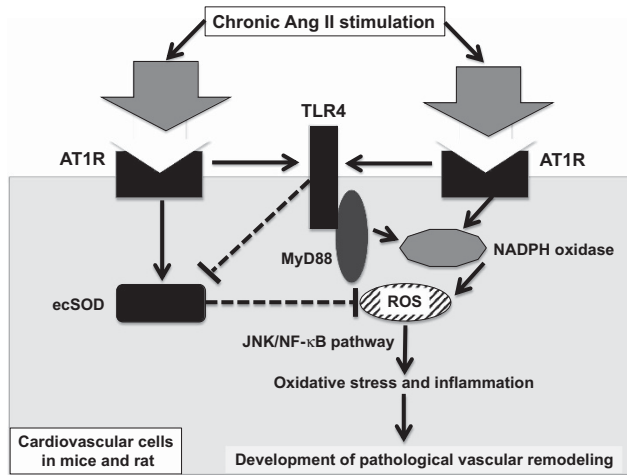 Chronic Ang II stimulation
TLR4
AT1R
AT1R
MyD88
NADPH oxidase
ecSOD
ROS
JNK/NF-κB pathway
Oxidative stress and inflammation
Cardiovascular cells
in mice and rat
Development of pathological vascular remodeling